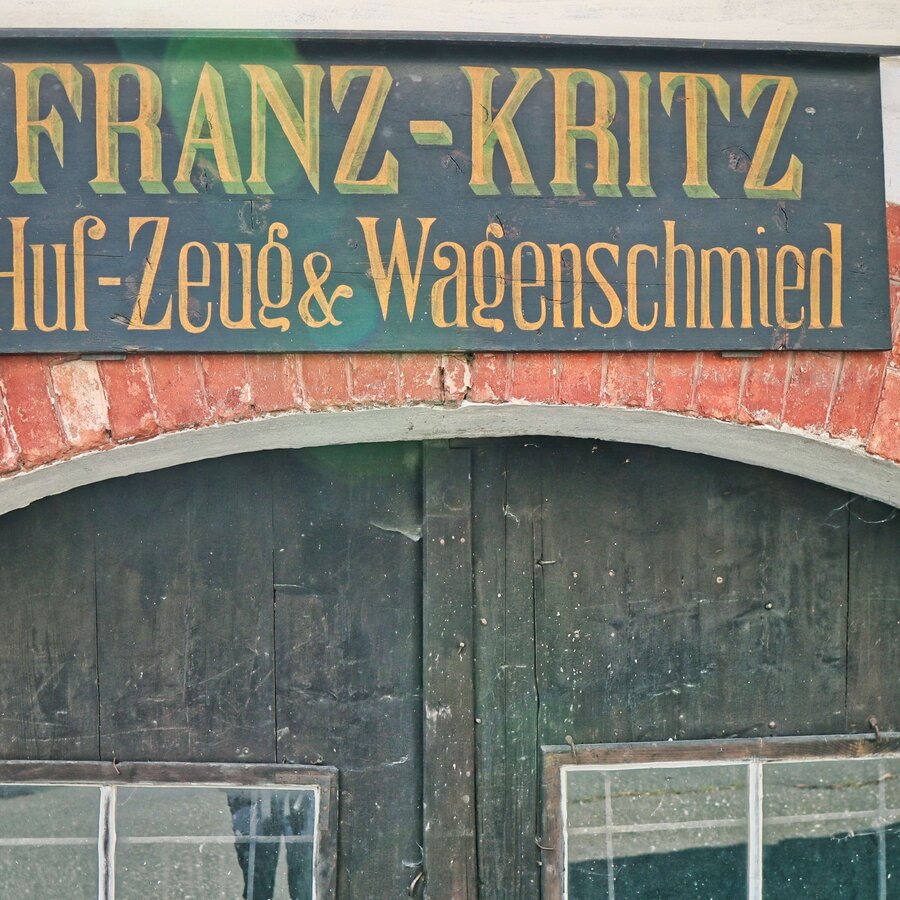 FRANZ-KRITZ
Huf-Zeug & Wagenschmied